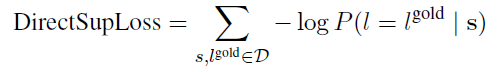 DirectSupLoss = ∑ − log P(l = l^gold | s)
s,l^gold∈𝒟